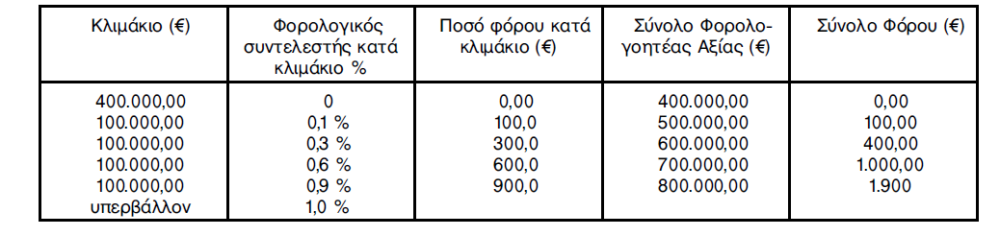 Κλιμάκιο (€) Φορολογικός συντελεστής κατά κλιμάκιο % Ποσό φόρου κατά κλιμάκιο (€) Σύνολο Φορολο-γοητέας Αξίας (€) Σύνολο Φόρου (€)
400.000,00 0 0,00 400.000,00 0,00
100.000,00 0,1 % 100,0 500.000,00 100,00
100.000,00 0,3 % 300,0 600.000,00 400,00
100.000,00 0,6 % 600,0 700.000,00 1.000,00
100.000,00 0,9 % 900,0 800.000,00 1.900
υπερβάλλον 1,0 %